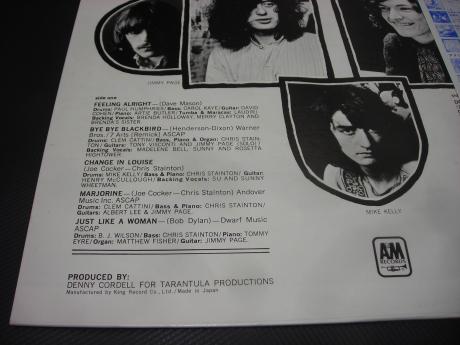 JIMMY PAGE
side one
FEELING ALRIGHT—(Dave Mason)
Drums: PAUL HUMPHRIES/Bass: CAROL KAYE/Guitar: DAVID
COHEN/Piano: ARTIE BUTLER/Tumba & Maracas: LAUDIR/
Backing Vocals: BRENDA HOLLOWAY, MERRY CLAYTON AND
BRENDA'S SISTER
BYE BYE BLACKBIRD—(Henderson-Dixon) Warner
Bros./7 Arts (Remick) ASCAP
Drums: CLEM CATTINI/Bass, Piano & Organ: CHRIS STAIN-
TON/Guitars: TONY VISCONTI AND JIMMY PAGE (SOLO)/
Backing Vocals: MADELENE BELL, SUNNY AND ROSETTA
HIGHTOWER
CHANGE IN LOUISE
(Joe Cocker—Chris Stainton)
Drums: MIKE KELLY/Bass & Piano: CHRIS STAINTON/Guitar:
HENRY McCULLOUGH/Backing Vocals: SU AND SUNNY
WHEETMAN.
MARJORINE—(Joe Cocker—Chris Stainton) Andover
Music Inc. ASCAP
Drums: CLEM CATTINI/Bass & Piano: CHRIS STAINTON/
Guitars: ALBERT LEE & JIMMY PAGE.
JUST LIKE A WOMAN—(Bob Dylan)—Dwarf Music
ASCAP
Drums: B. J. WILSON/Bass: CHRIS STAINTON/Piano: TOMMY
EYRE/Organ: MATTHEW FISHER/Guitar: JIMMY PAGE.
MIKE KELLY
A&M
RECORDS
PRODUCED BY:
DENNY CORDELL FOR TARANTULA PRODUCTIONS
Manufactured by King Record Co., Ltd./Made in Japan